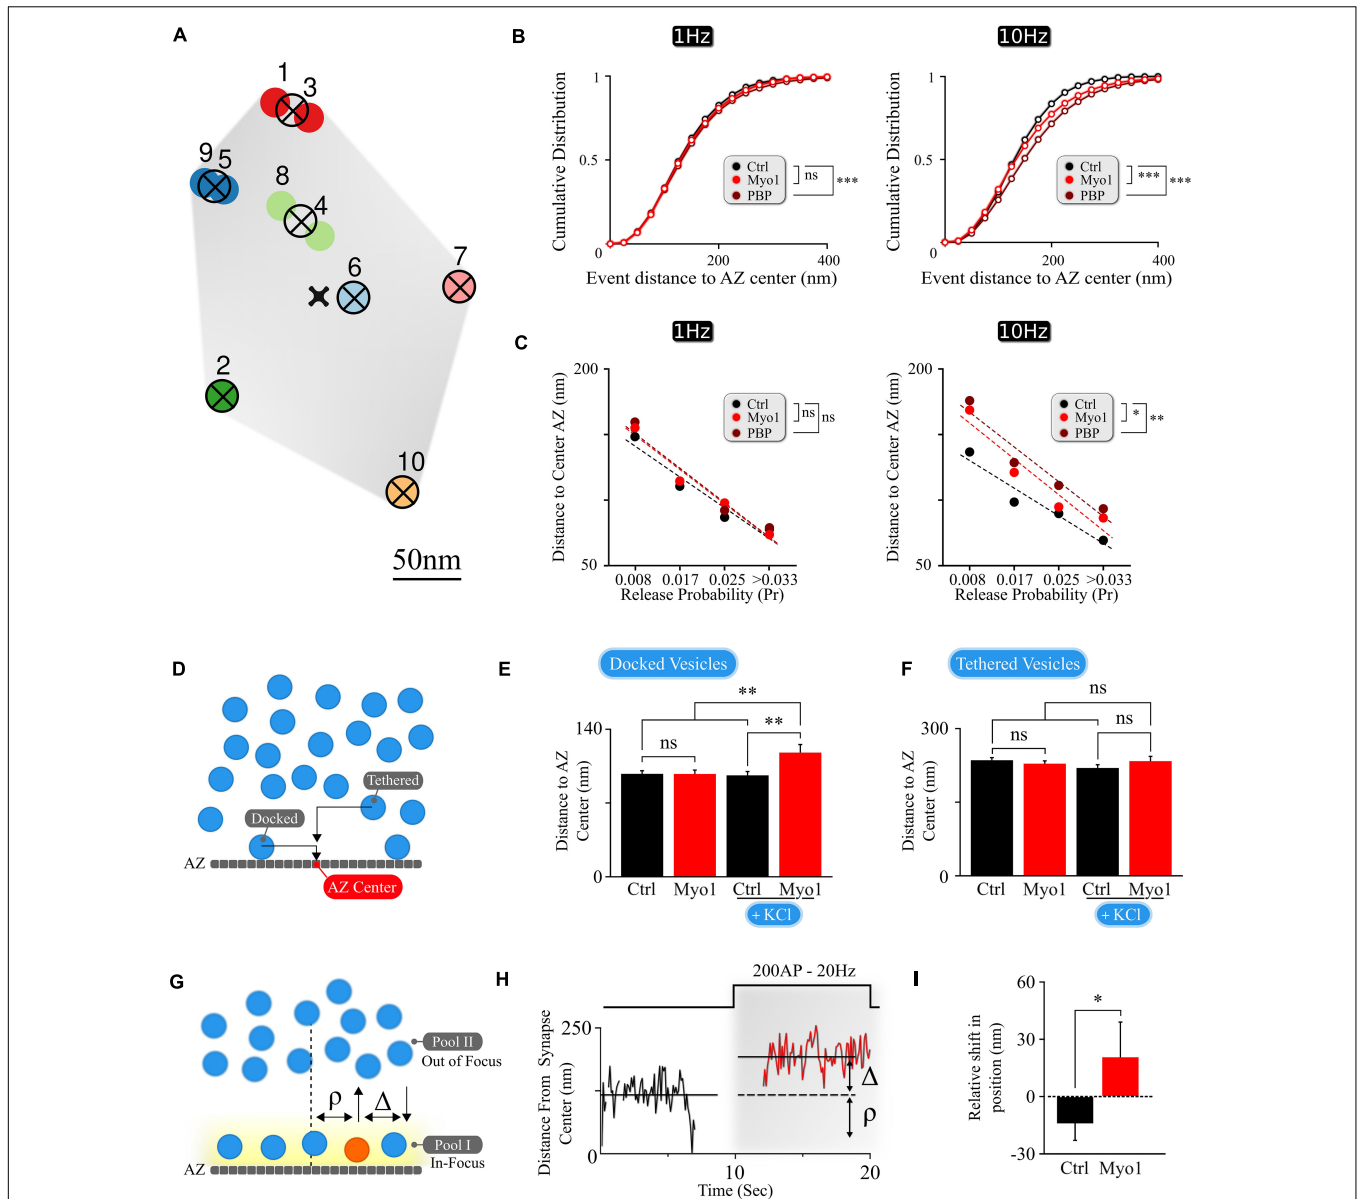 A
1
3
9
5
8
4
6
7
2
10
50nm
B
1Hz
10Hz
Cumulative Distribution
1
0.5
0
200
400
Event distance to AZ center (nm)
Ctrl
Myo1
PBP
ns
***
Cumulative Distribution
1
0.5
0
200
400
Event distance to AZ center (nm)
Ctrl
Myo1
PBP
***
***
C
1Hz
10Hz
Distance to Center AZ (nm)
200
50
0.008
0.017
0.025
>0.033
Release Probability (Pr)
Ctrl
Myo1
PBP
ns
ns
Distance to Center AZ (nm)
200
50
0.008
0.017
0.025
>0.033
Release Probability (Pr)
Ctrl
Myo1
PBP
*
**
D
Tethered
Docked
AZ
AZ Center
E
Docked Vesicles
Distance to AZ
Center (nm)
140
0
ns
**
**
Ctrl
Myo1
Ctrl
Myo1
+ KCl
F
Tethered Vesicles
Distance to AZ
Center (nm)
300
0
ns
ns
ns
Ctrl
Myo1
Ctrl
Myo1
+ KCl
G
Pool II
Out of Focus
ρ
Δ
Pool I
In-Focus
AZ
H
200AP - 20Hz
Distance From Synapse
Center (nm)
250
0
10
20
Time (Sec)
Δ
ρ
I
Relative shift in
position (nm)
60
30
0
-30
*
Ctrl
Myo1